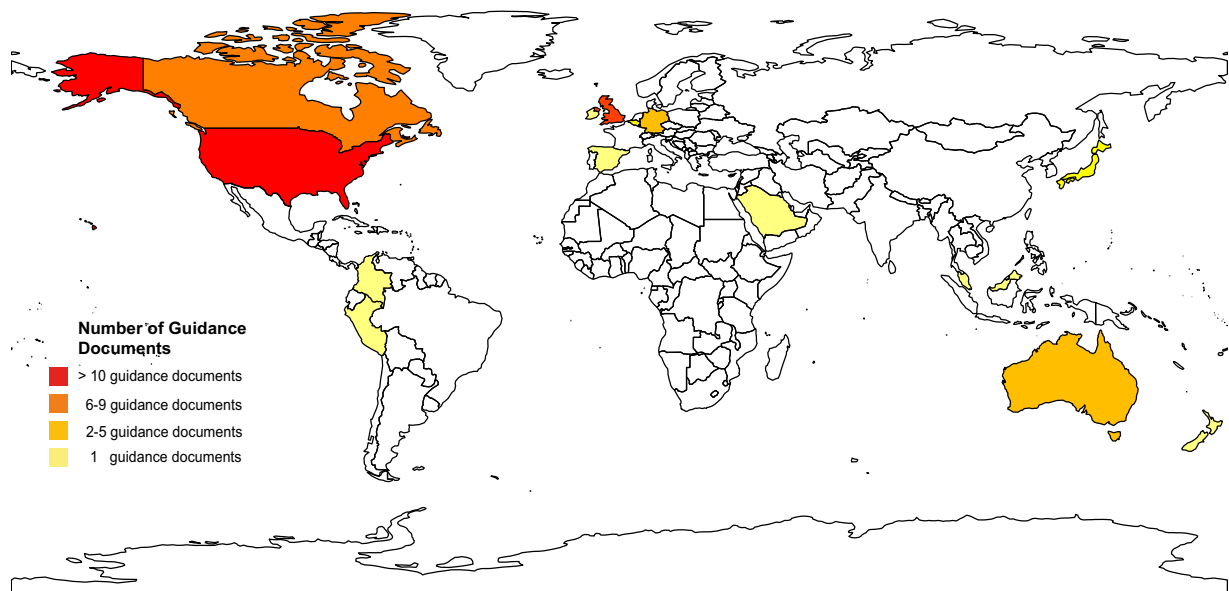 Number of Guidance
Documents
> 10 guidance documents
6-9 guidance documents
2-5 guidance documents
1 guidance documents